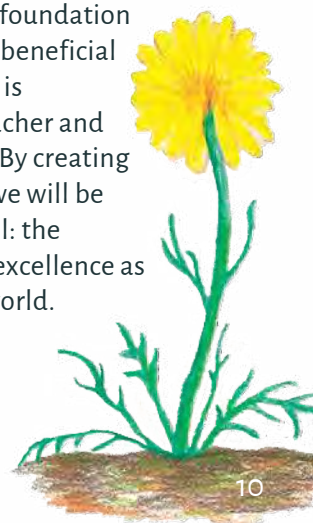 foundation
beneficial
is
cher and
By creating
we will be
l: the
excellence as
orld.
10